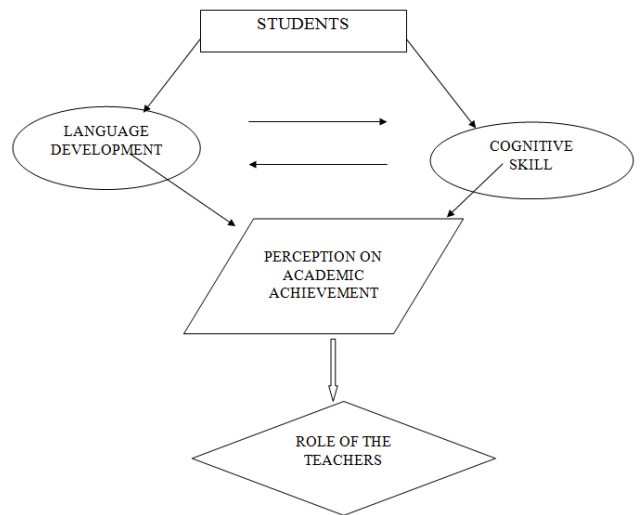 STUDENTS
LANGUAGE
DEVELOPMENT
COGNITIVE
SKILL
PERCEPTION ON
ACADEMIC
ACHIEVEMENT
ROLE OF THE
TEACHERS